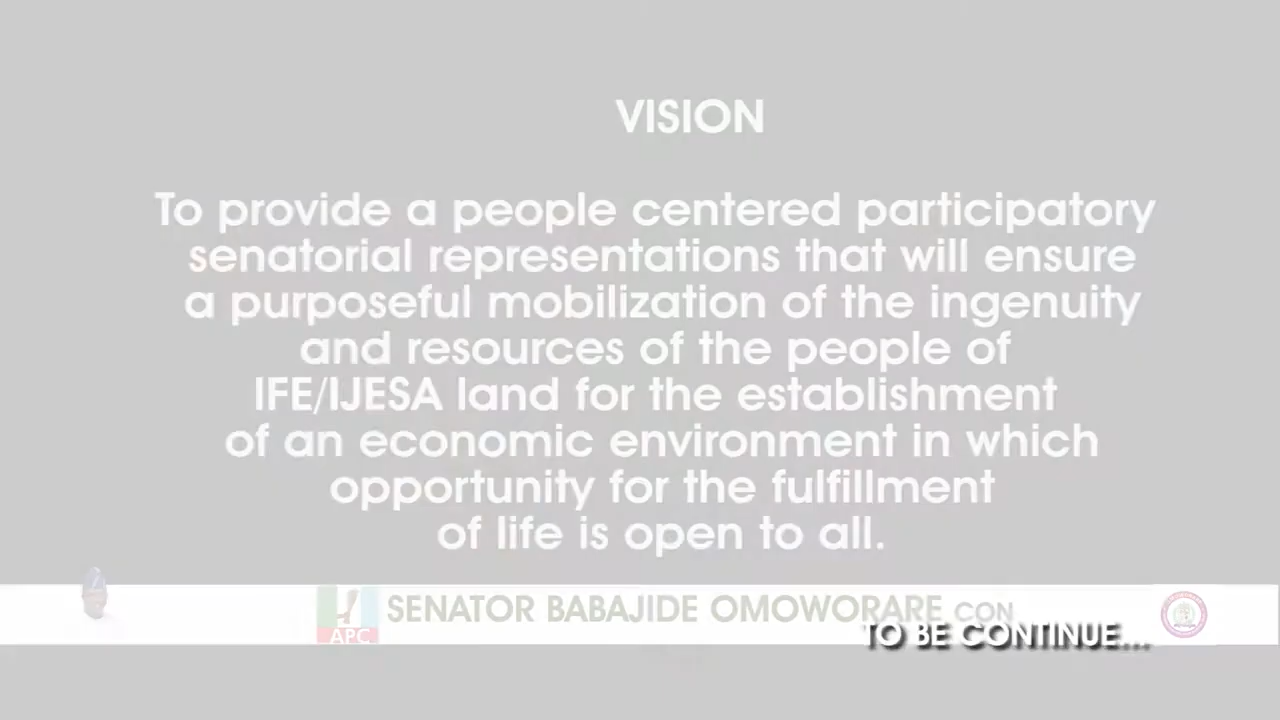 VISION
To provide a people centered participatory
senatorial representations that will ensure
a purposeful mobilization of the ingenuity
and resources of the people of
IFE/IJESA land for the establishment
of an economic environment in which
opportunity for the fulfillment
of life is open to all.
APC SENATOR BABAJIDE OMOWORARE CON
TO BE CONTINUE...